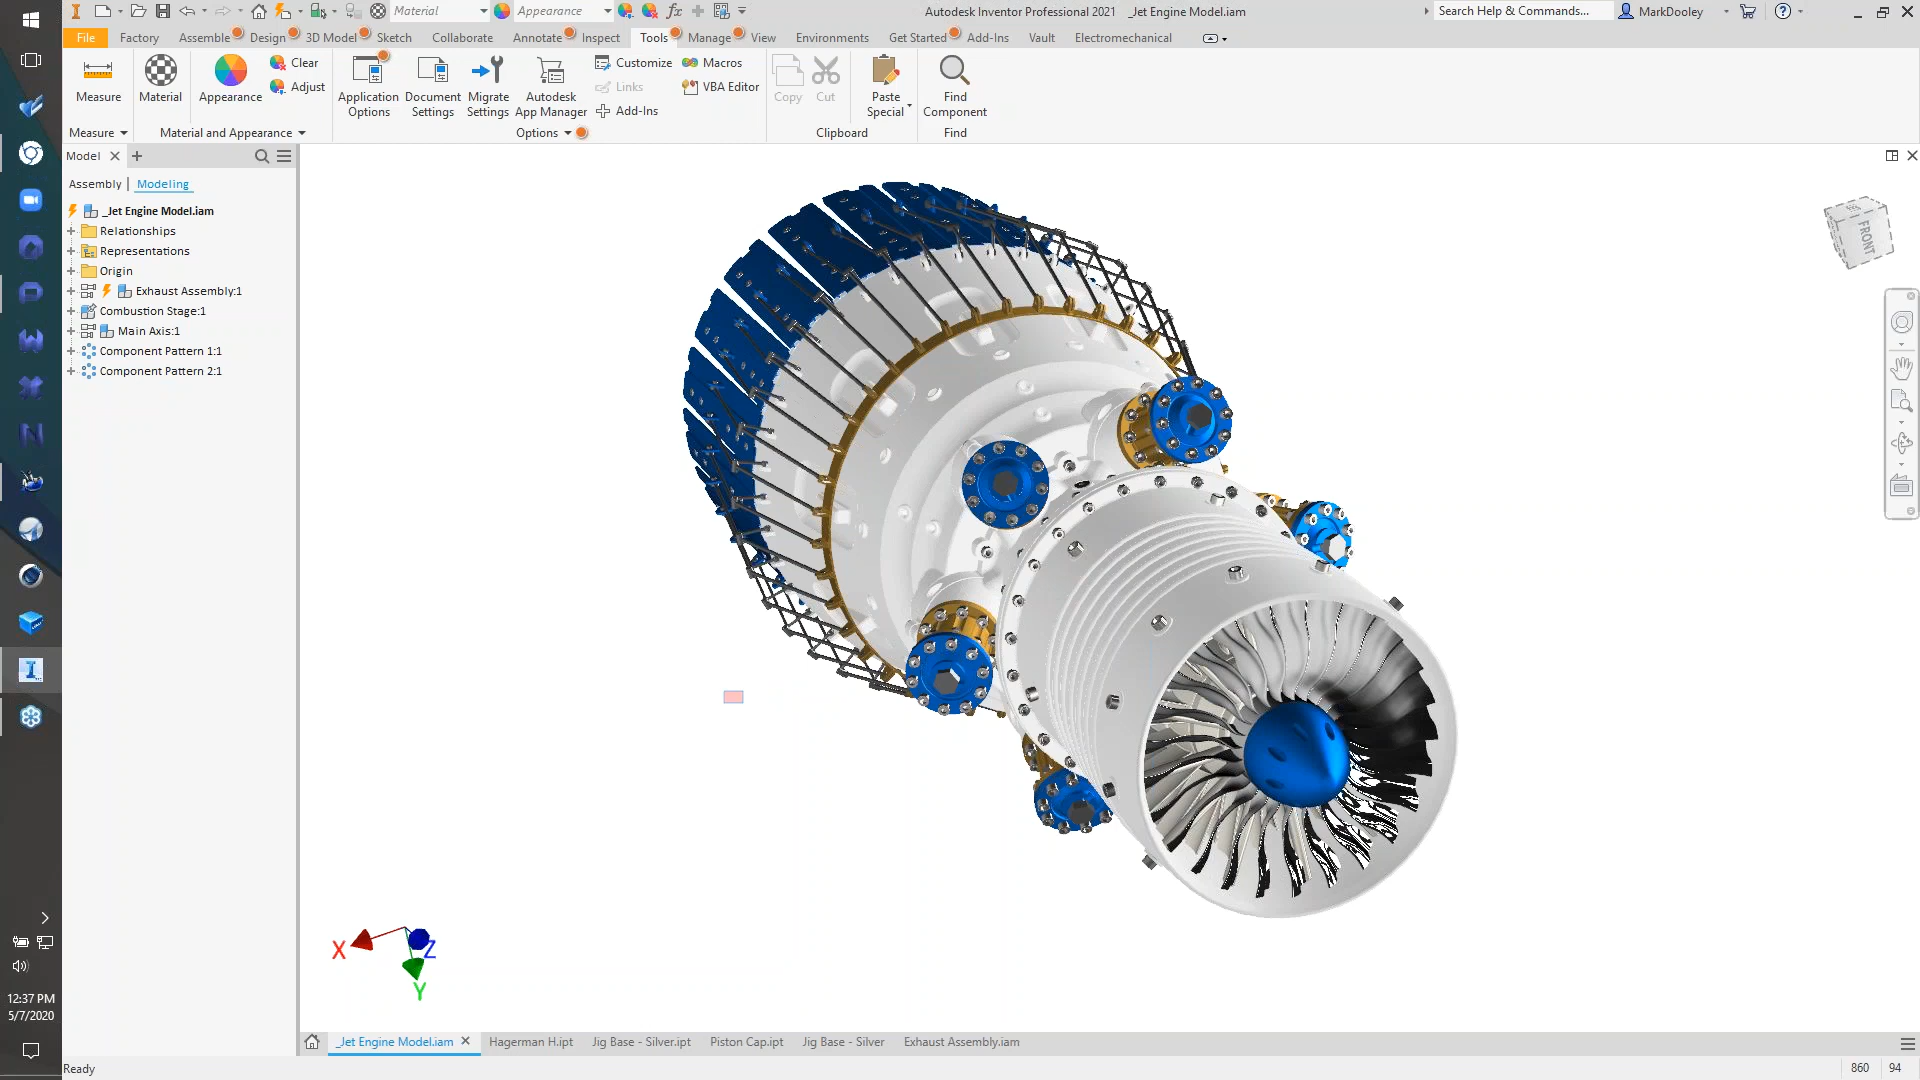 Material
Appearance
fx
Autodesk Inventor Professional 2021 _Jet Engine Model.iam
Search Help & Commands...
MarkDooley
File Factory Assemble Design 3D Model Sketch Collaborate Annotate Inspect Tools Manage View Environments Get Started Add-Ins Vault Electromechanical
Measure
Material
Appearance
Clear
Adjust
Application Options
Document Settings
Migrate Settings
Autodesk App Manager
Customize
Links
Add-Ins
Macros
VBA Editor
Copy
Cut
Paste Special
Find Component
Measure
Material and Appearance
Options
Clipboard
Find
Model
Assembly | Modeling
_Jet Engine Model.iam
Relationships
Representations
Origin
Exhaust Assembly:1
Combustion Stage:1
Main Axis:1
Component Pattern 1:1
Component Pattern 2:1
FRONT
X
Z
Y
12:37 PM
5/7/2020
_Jet Engine Model.iam
Hagerman H.ipt
Jig Base - Silver.ipt
Piston Cap.ipt
Jig Base - Silver
Exhaust Assembly.iam
Ready
860 94